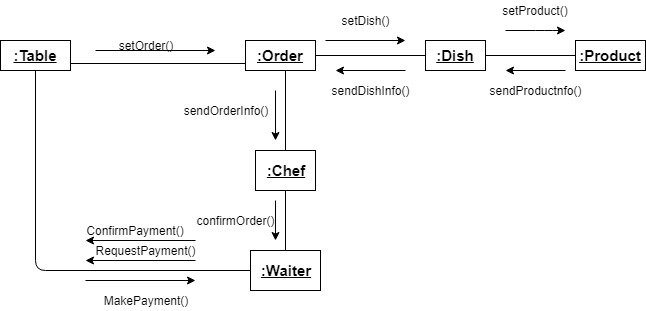 setProduct()
setDish()
setOrder()
:Table
:Order
:Dish
:Product
sendDishInfo()
sendProductnfo()
sendOrderInfo()
:Chef
confirmOrder()
ConfirmPayment()
RequestPayment()
:Waiter
MakePayment()